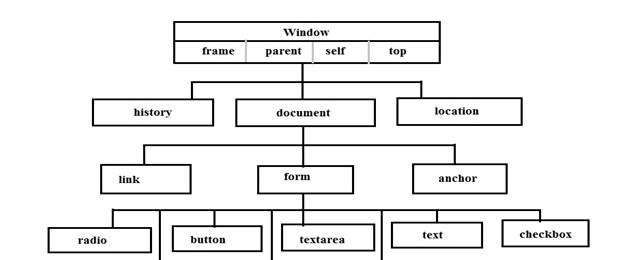 Window
frame parent self top
history document location
link form anchor
radio button textarea text checkbox